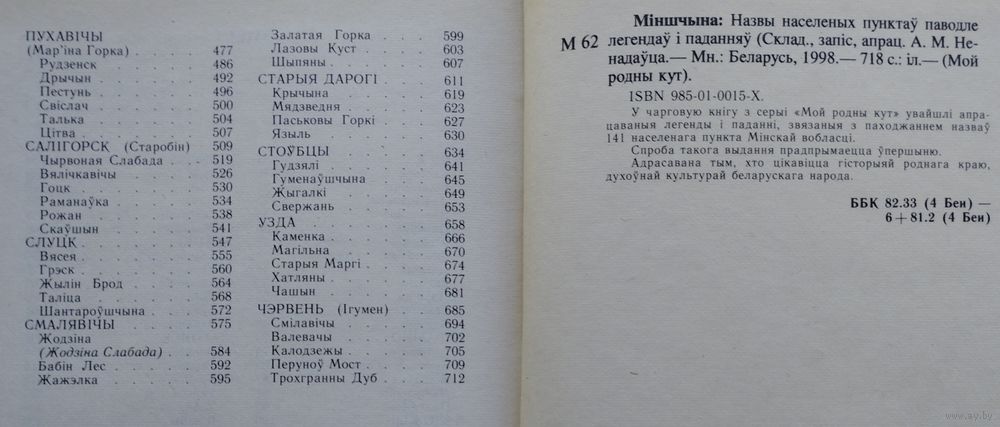 ПУХАВІЧЫ
(Мар'іна Горка) . . . . 477
Рудзенск . . . . 486
Дрычын . . . . 492
Пестунь . . . . 496
Свіслач . . . . 500
Талька . . . . 504
Цітва . . . . 507
САЛІГОРСК (Старобін) 509
Чырвоная Слабада . . 519
Вялічкавічы . . . . 526
Гоцк . . . . 530
Раманаўка . . . . 534
Рожан . . . . 538
Скаўшын . . . . 541
СЛУЦК . . . . 547
Вясея . . . . 555
Грэск . . . . 560
Жылін Брод . . . . 564
Таліца . . . . 568
Шантароўшчына . . . 572
СМАЛЯВІЧЫ . . . . 575
Жодзіна
(Жодзіна Слабада) . . 584
Бабін Лес . . . . 592
Жажэлка . . . . 595
Залатая Горка . . . 599
Лазовы Куст . . . . 603
Шыпяны . . . . 607
СТАРЫЯ ДАРОГІ . . . 611
Крычына . . . . 619
Мядзведня . . . . 623
Паськовы Горкі . . . 627
Языль . . . . 630
СТОЎБЦЫ . . . . 634
Гудзялі . . . . 641
Гуменаўшчына . . . 645
Жыгалкі . . . . 649
Свержань . . . . 653
УЗДА . . . . 658
Каменка . . . . 666
Магільна . . . . 670
Старыя Маргі . . . 674
Хатляны . . . . 677
Чашын . . . . 681
ЧЭРВЕНЬ (Ігумен) . . . 685
Смілавічы . . . . 694
Валевачы . . . . 702
Калодзежы . . . . 705
Перуноў Мост . . . . 709
Трохгранны Дуб . . . 712
Міншчына: Назвы населеных пунктаў паводле
М 62 легендаў і паданняў (Склад., запіс, апрац. А. М. Не-
надаўца.— Мн.: Беларусь, 1998.— 718 с.: іл.— (Мой
родны кут).
ISBN 985-01-0015-X.
У чарговую кнігу з серыі «Мой родны кут» увайшлі апра-
цаваныя легенды і паданні, звязаныя з паходжаннем назваў
141 населенага пункта Мінскай вобласці.
Спроба такога выдання прадпрымаецца ўпершыню.
Адрасавана тым, хто цікавіцца гісторыяй роднага краю,
духоўнай культурай беларускага народа.
ББК 82.33 (4 Беи) —
6 + 81.2 (4 Беи)
www.ay.by